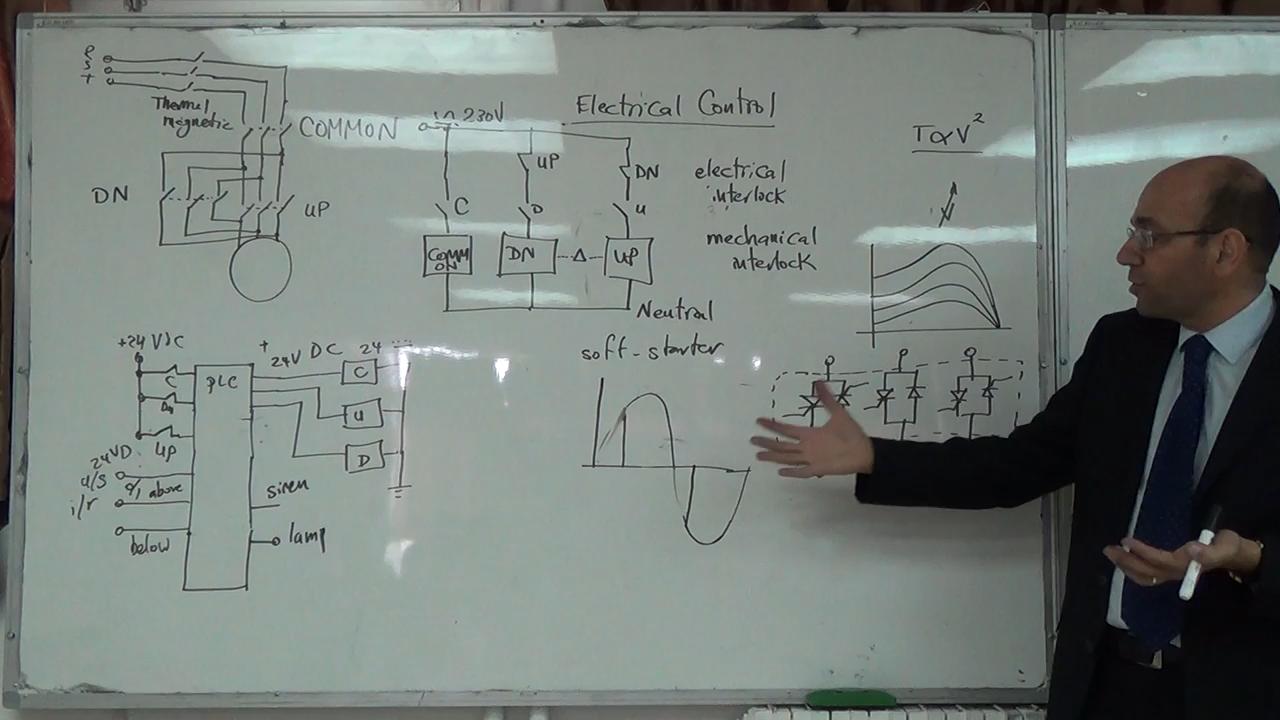 R
S
T
Thermal
magnetic
COMMON
DN
UP
Electrical Control
1~ 230V
UP
DN
C
D
U
COMM
ON
DN
Δ
UP
Neutral
electrical
interlock
mechanical
interlock
TαV²
+24 VDC
PLC
C
UP
24VD
u/s
i/r
above
below
+
24V DC 24
C
U
D
siren
lamp
soft-starter